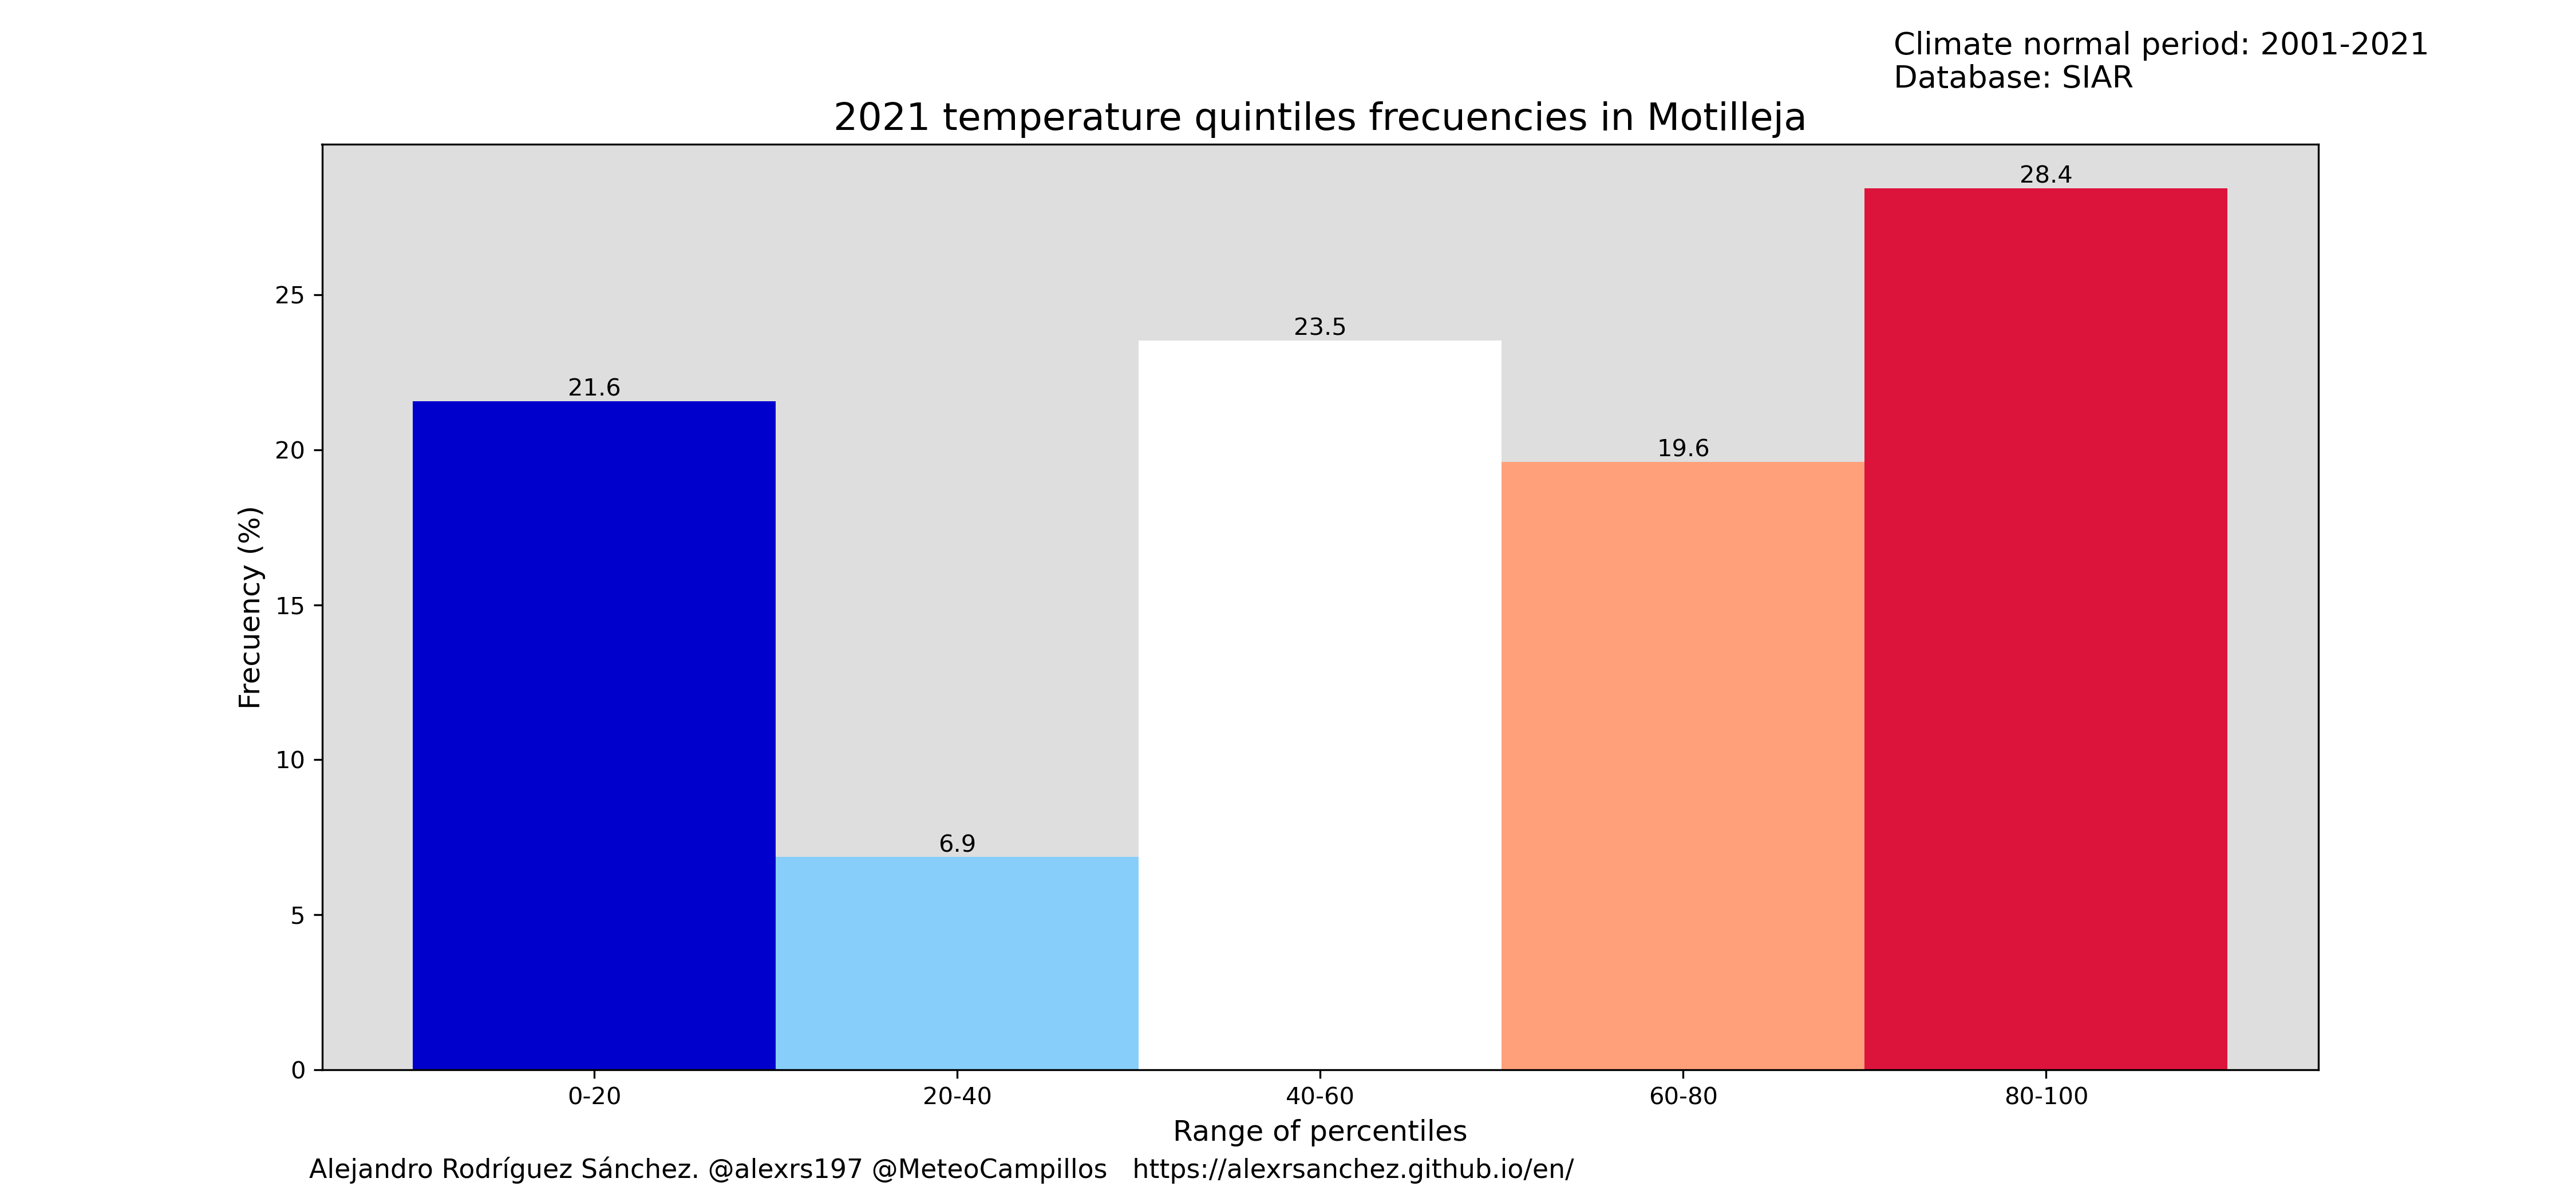 Climate normal period: 2001-2021
Database: SIAR
2021 temperature quintiles frecuencies in Motilleja
28.4
25
23.5
21.6
20
19.6
Frecuency (%)
15
10
6.9
5
0
0-20 20-40 40-60 60-80 80-100
Range of percentiles
Alejandro Rodríguez Sánchez. @alexrs197 @MeteoCampillos https://alexrsanchez.github.io/en/